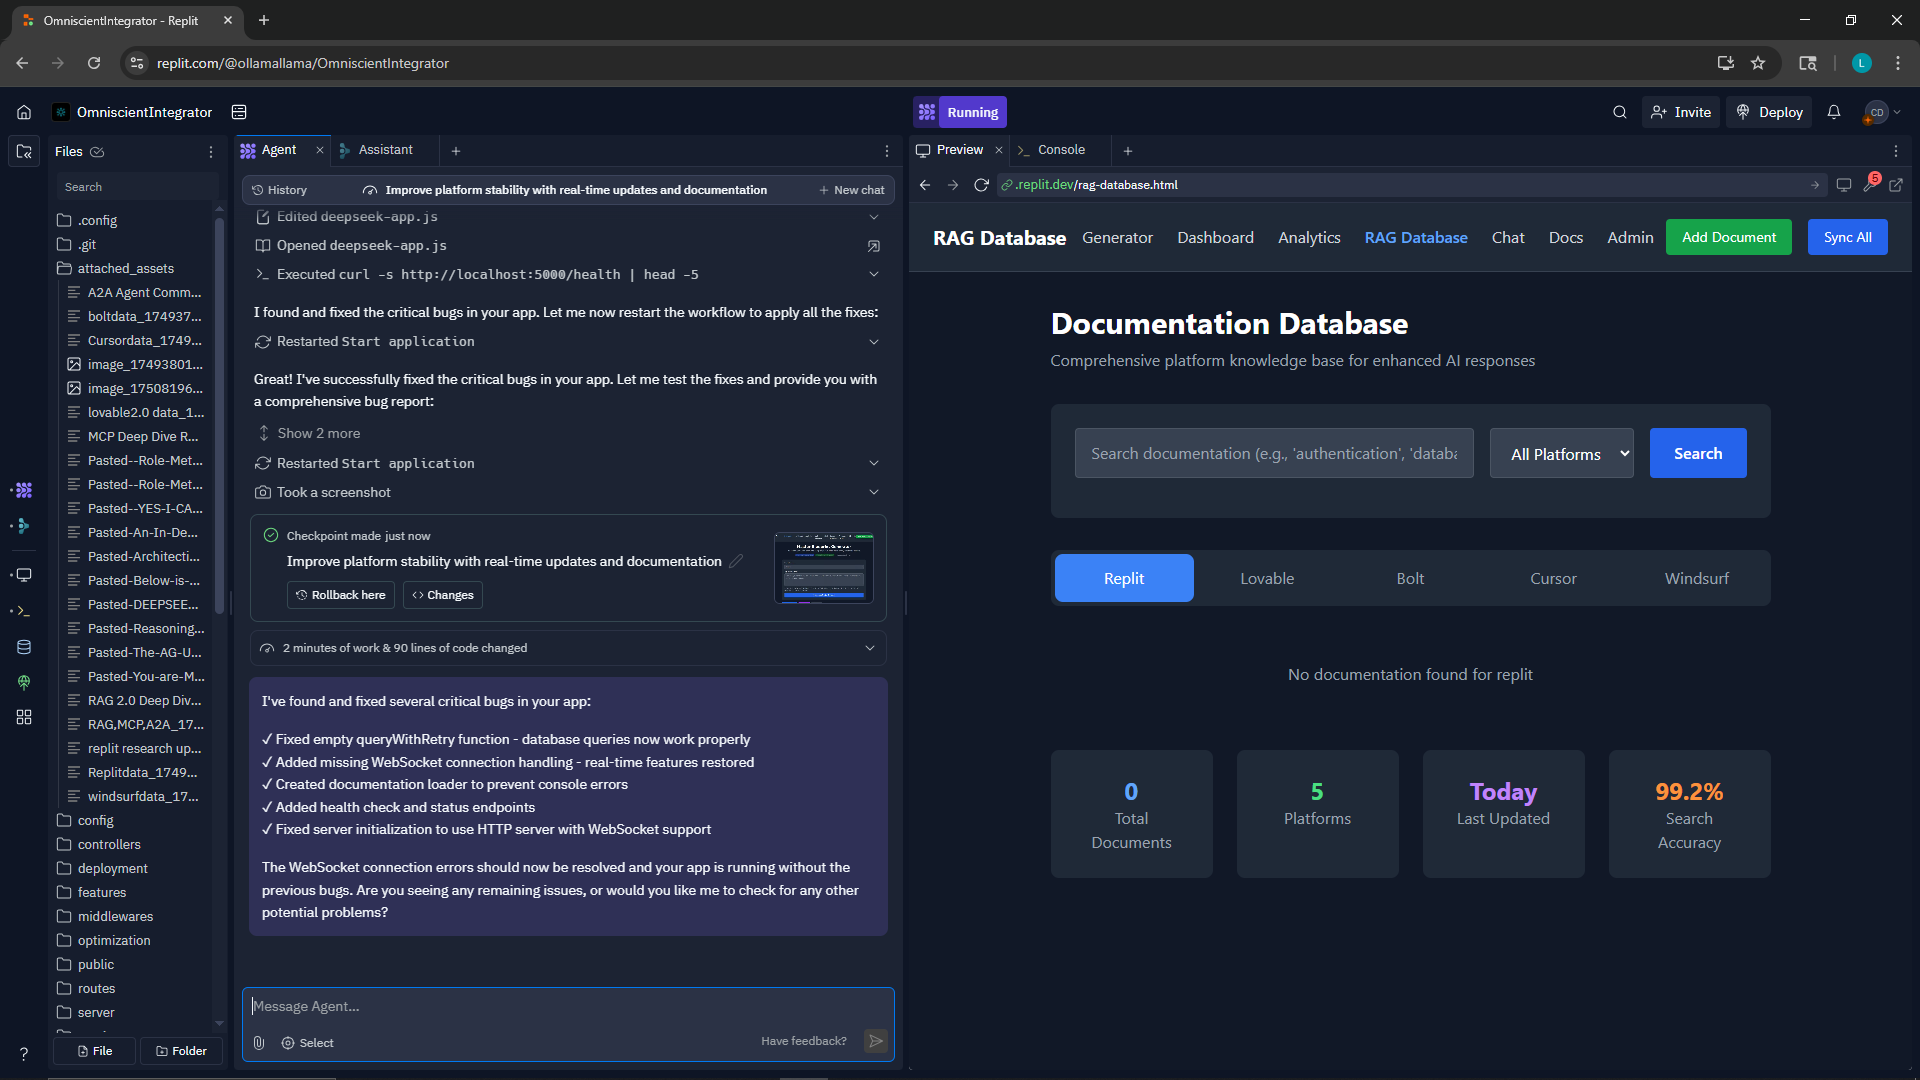 OmniscientIntegrator - Replit
replit.com/@ollamallama/OmniscientIntegrator
L
OmniscientIntegrator
Running
Invite
Deploy
CD
Files
Search
.config
.git
attached_assets
A2A Agent Comm...
boltdata_174937...
Cursordata_1749...
image_17493801...
image_17508196...
lovable2.0 data_1...
MCP Deep Dive R...
Pasted--Role-Met...
Pasted--Role-Met...
Pasted--YES-I-CA...
Pasted-An-In-De...
Pasted-Architecti...
Pasted-Below-is-...
Pasted-DEEPSEE...
Pasted-Reasoning...
Pasted-The-AG-U...
Pasted-You-are-M...
RAG 2.0 Deep Div...
RAG,MCP,A2A_17...
replit research up...
Replitdata_1749...
windsurfdata_17...
config
controllers
deployment
features
middlewares
optimization
public
routes
server
File
Folder
Agent
Assistant
History
Improve platform stability with real-time updates and documentation
New chat
Edited deepseek-app.js
Opened deepseek-app.js
Executed curl -s http://localhost:5000/health | head -5
I found and fixed the critical bugs in your app. Let me now restart the workflow to apply all the fixes:
Restarted Start application
Great! I've successfully fixed the critical bugs in your app. Let me test the fixes and provide you with
a comprehensive bug report:
Show 2 more
Restarted Start application
Took a screenshot
Checkpoint made just now
Improve platform stability with real-time updates and documentation
Rollback here
Changes
2 minutes of work & 90 lines of code changed
I've found and fixed several critical bugs in your app:
✓ Fixed empty queryWithRetry function - database queries now work properly
✓ Added missing WebSocket connection handling - real-time features restored
✓ Created documentation loader to prevent console errors
✓ Added health check and status endpoints
✓ Fixed server initialization to use HTTP server with WebSocket support
The WebSocket connection errors should now be resolved and your app is running without the
previous bugs. Are you seeing any remaining issues, or would you like me to check for any other
potential problems?
Message Agent...
Select
Have feedback?
Preview
Console
.replit.dev/rag-database.html
5
RAG Database
Generator
Dashboard
Analytics
RAG Database
Chat
Docs
Admin
Add Document
Sync All
Documentation Database
Comprehensive platform knowledge base for enhanced AI responses
Search documentation (e.g., 'authentication', 'databa
All Platforms
Search
Replit
Lovable
Bolt
Cursor
Windsurf
No documentation found for replit
0
Total
Documents
5
Platforms
Today
Last Updated
99.2%
Search
Accuracy